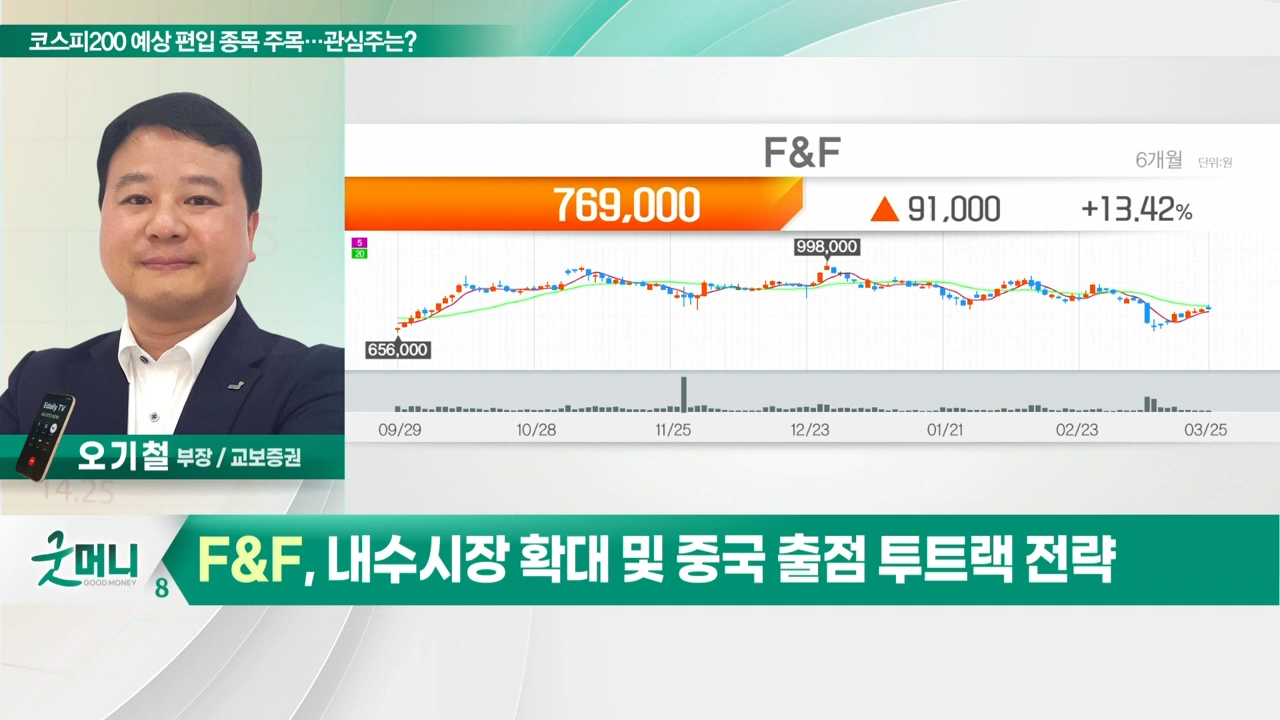 코스피200 예상 편입 종목 주목…관심주는?
F&F
6개월 단위:원
769,000
▲ 91,000
+13.42%
5
20
998,000
656,000
09/29 10/28 11/25 12/23 01/21 02/23 03/25
Edaily TV
오기철 부장 / 교보증권
14.25
굿머니
GOOD MONEY
8
F&F, 내수시장 확대 및 중국 출점 투트랙 전략